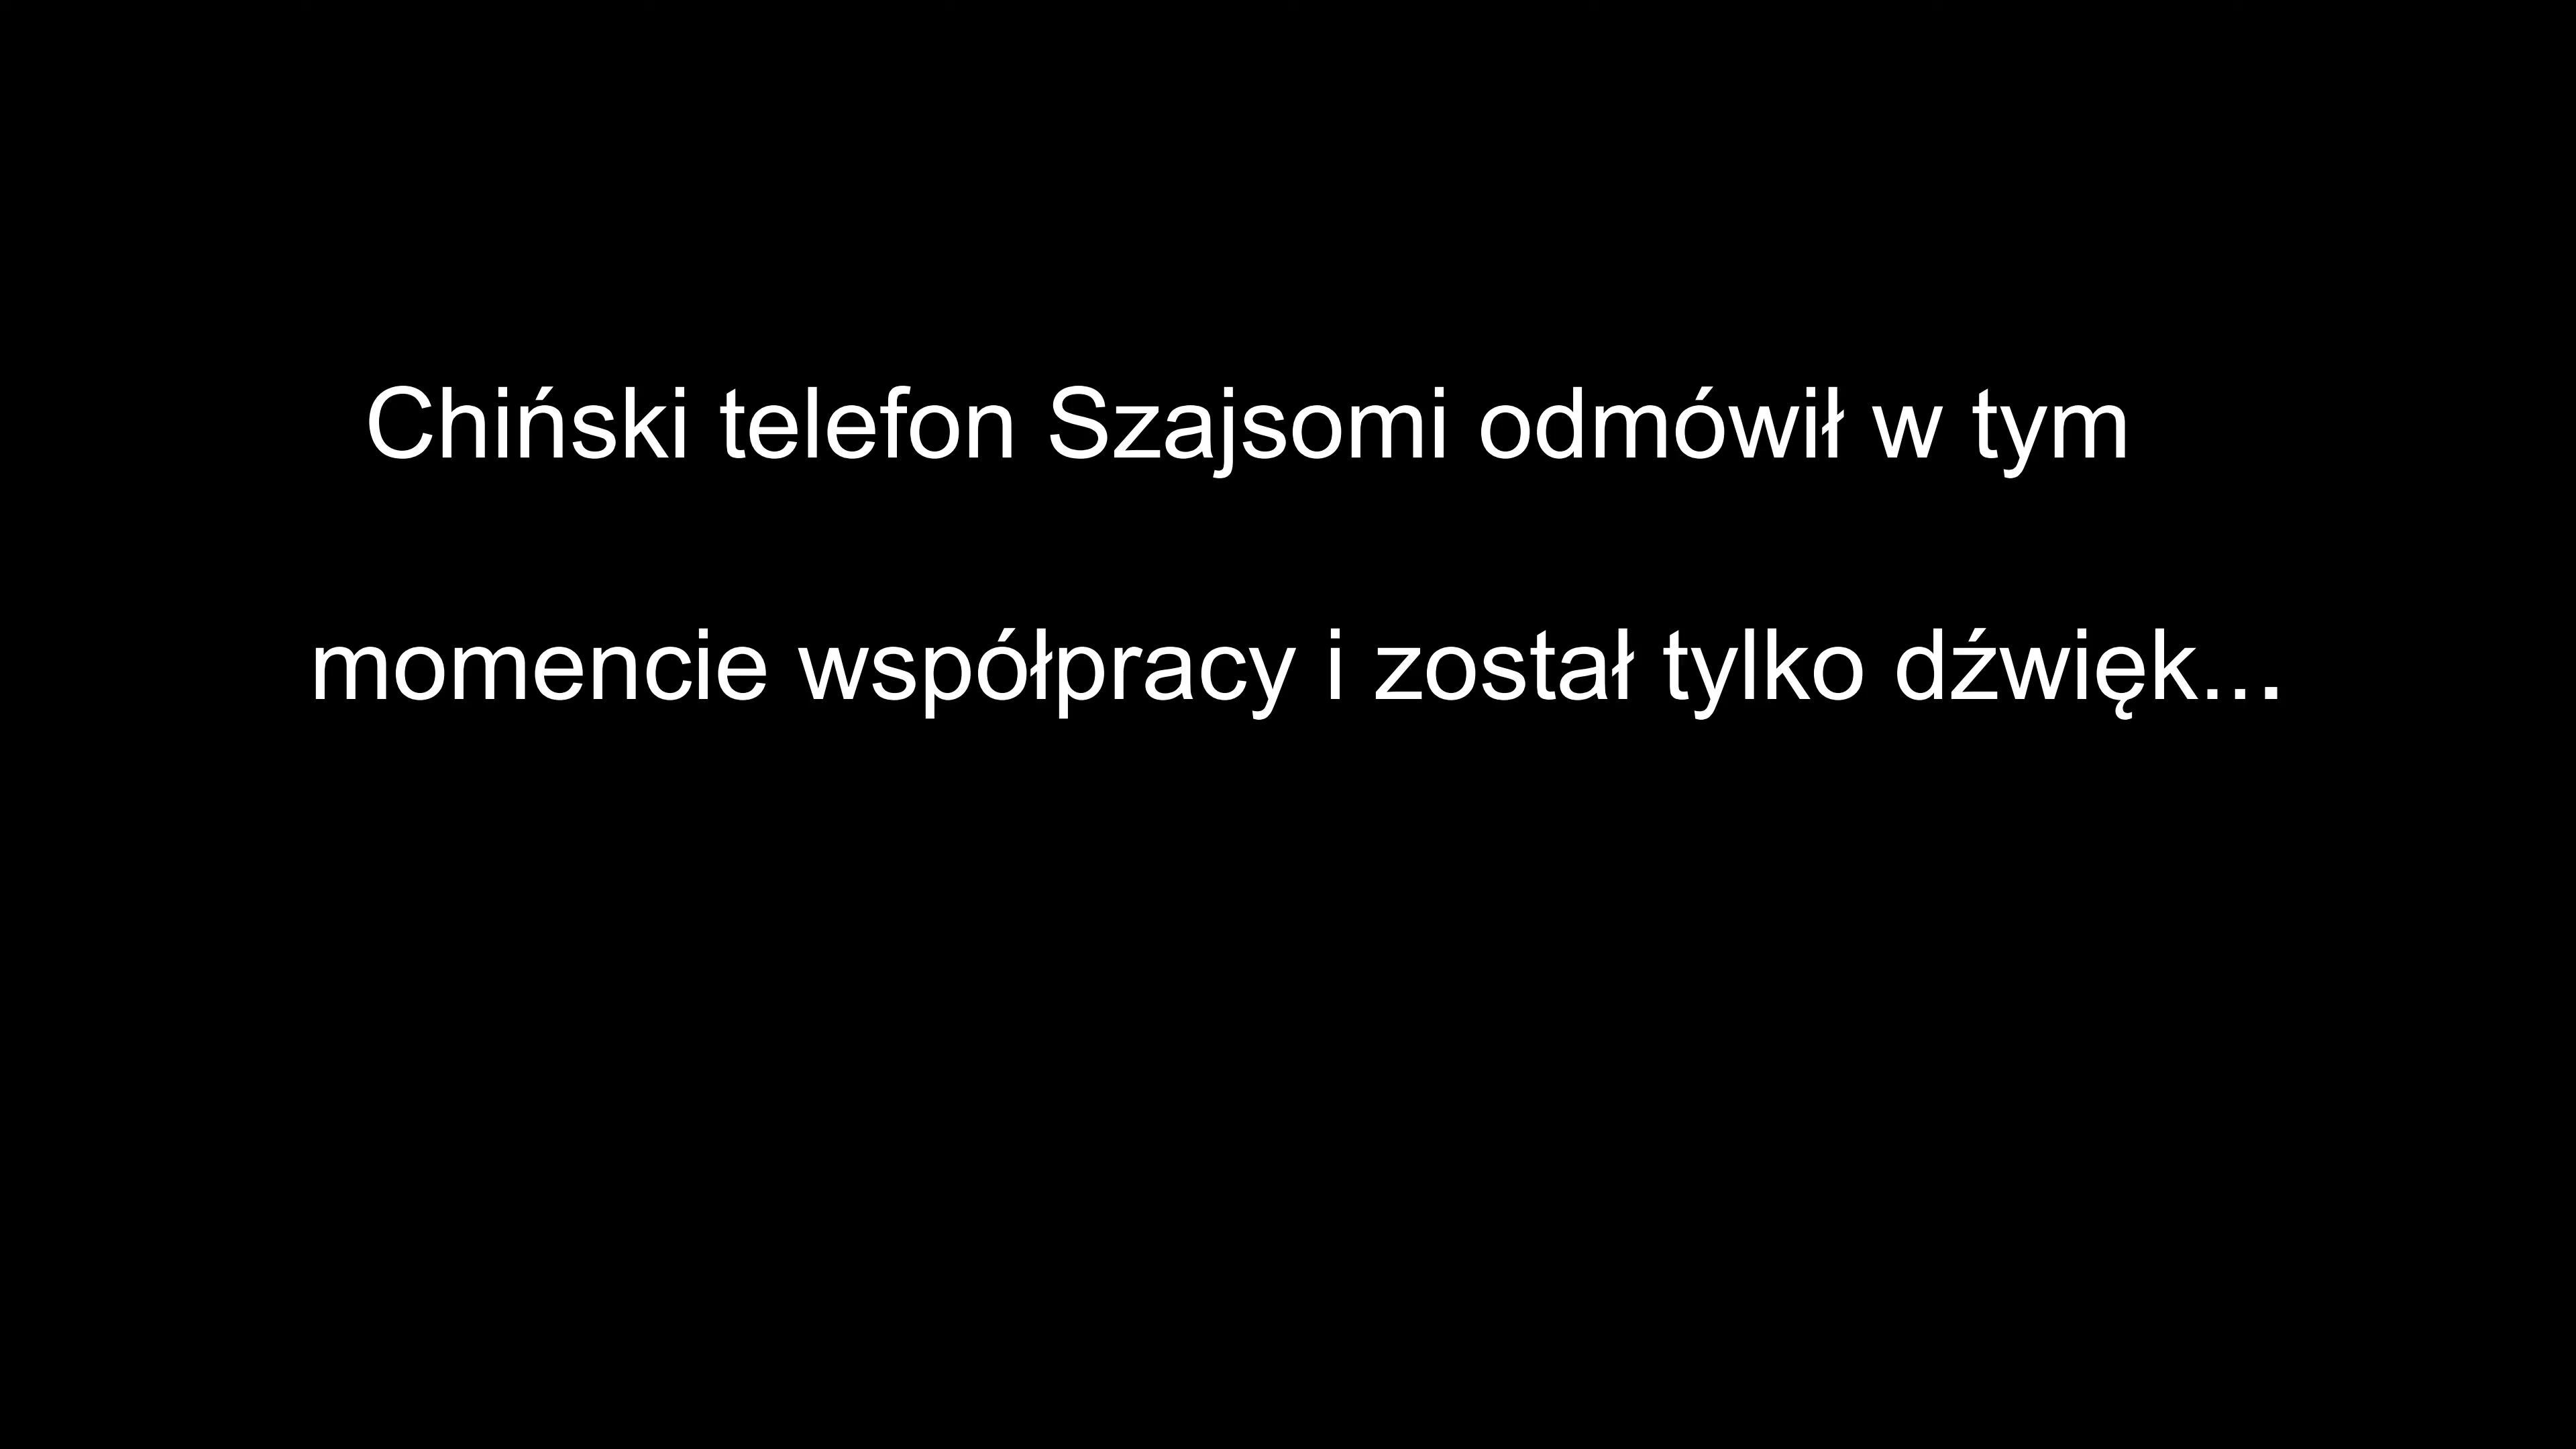 Chiński telefon Szajsomi odmówił w tym
momencie współpracy i został tylko dźwięk...